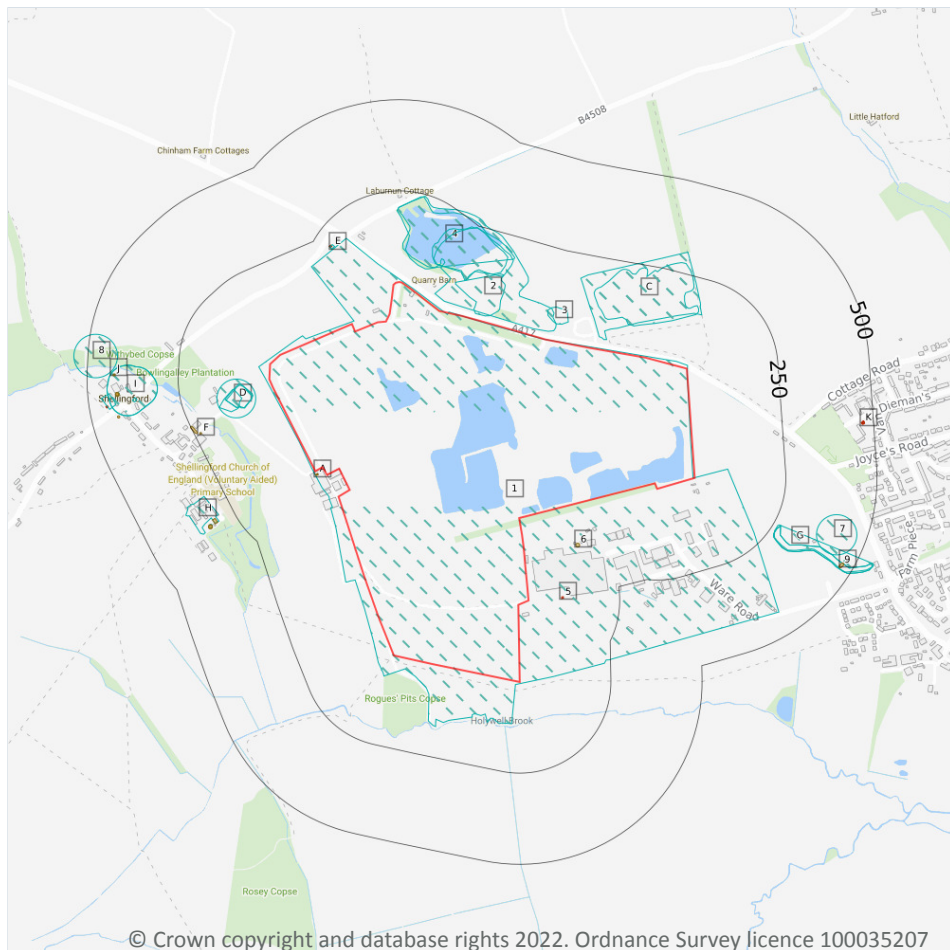 Little Hatford
B4508
Chinham Farm Cottages
Laburnun Cottage
E
4
Quarry Barn
2
C
3
A417
500
8
Withybed Copse
J
Bowlingalley Plantation
I
D
Shellingford
250
Cottage Road
Dieman's
Van
K
F
Joyce's Road
A
Shellingford Church of
England (Voluntary Aided)
Primary School
1
H
G
7
6
9
Farm Piece
5
Ware Road
Rogues' Pits Copse
Holywell Brook
Rosey Copse
© Crown copyright and database rights 2022. Ordnance Survey licence 100035207